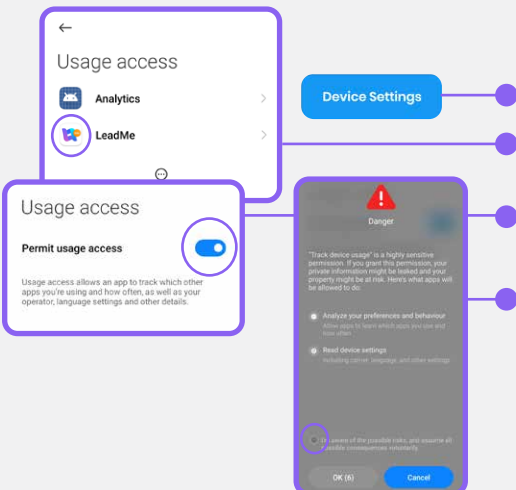 Usage access
Analytics
LeadMe
Device Settings
Usage access
Permit usage access
Usage access allows an app to track which other
apps you're using and how often, as well as your
operator, language settings and other details.
Danger
"Track device usage" is a highly sensitive
permission. If you grant this permission, your
private information might be leaked and your
property might be at risk. Here's what apps will
be allowed to do:
Analyze your preferences and behaviour
Allow apps to learn which apps you use and
how often
Read device settings
Including carrier, language, and other settings
aware of the possible risks, and assume all
possible consequences voluntarily.
OK (6)
Cancel